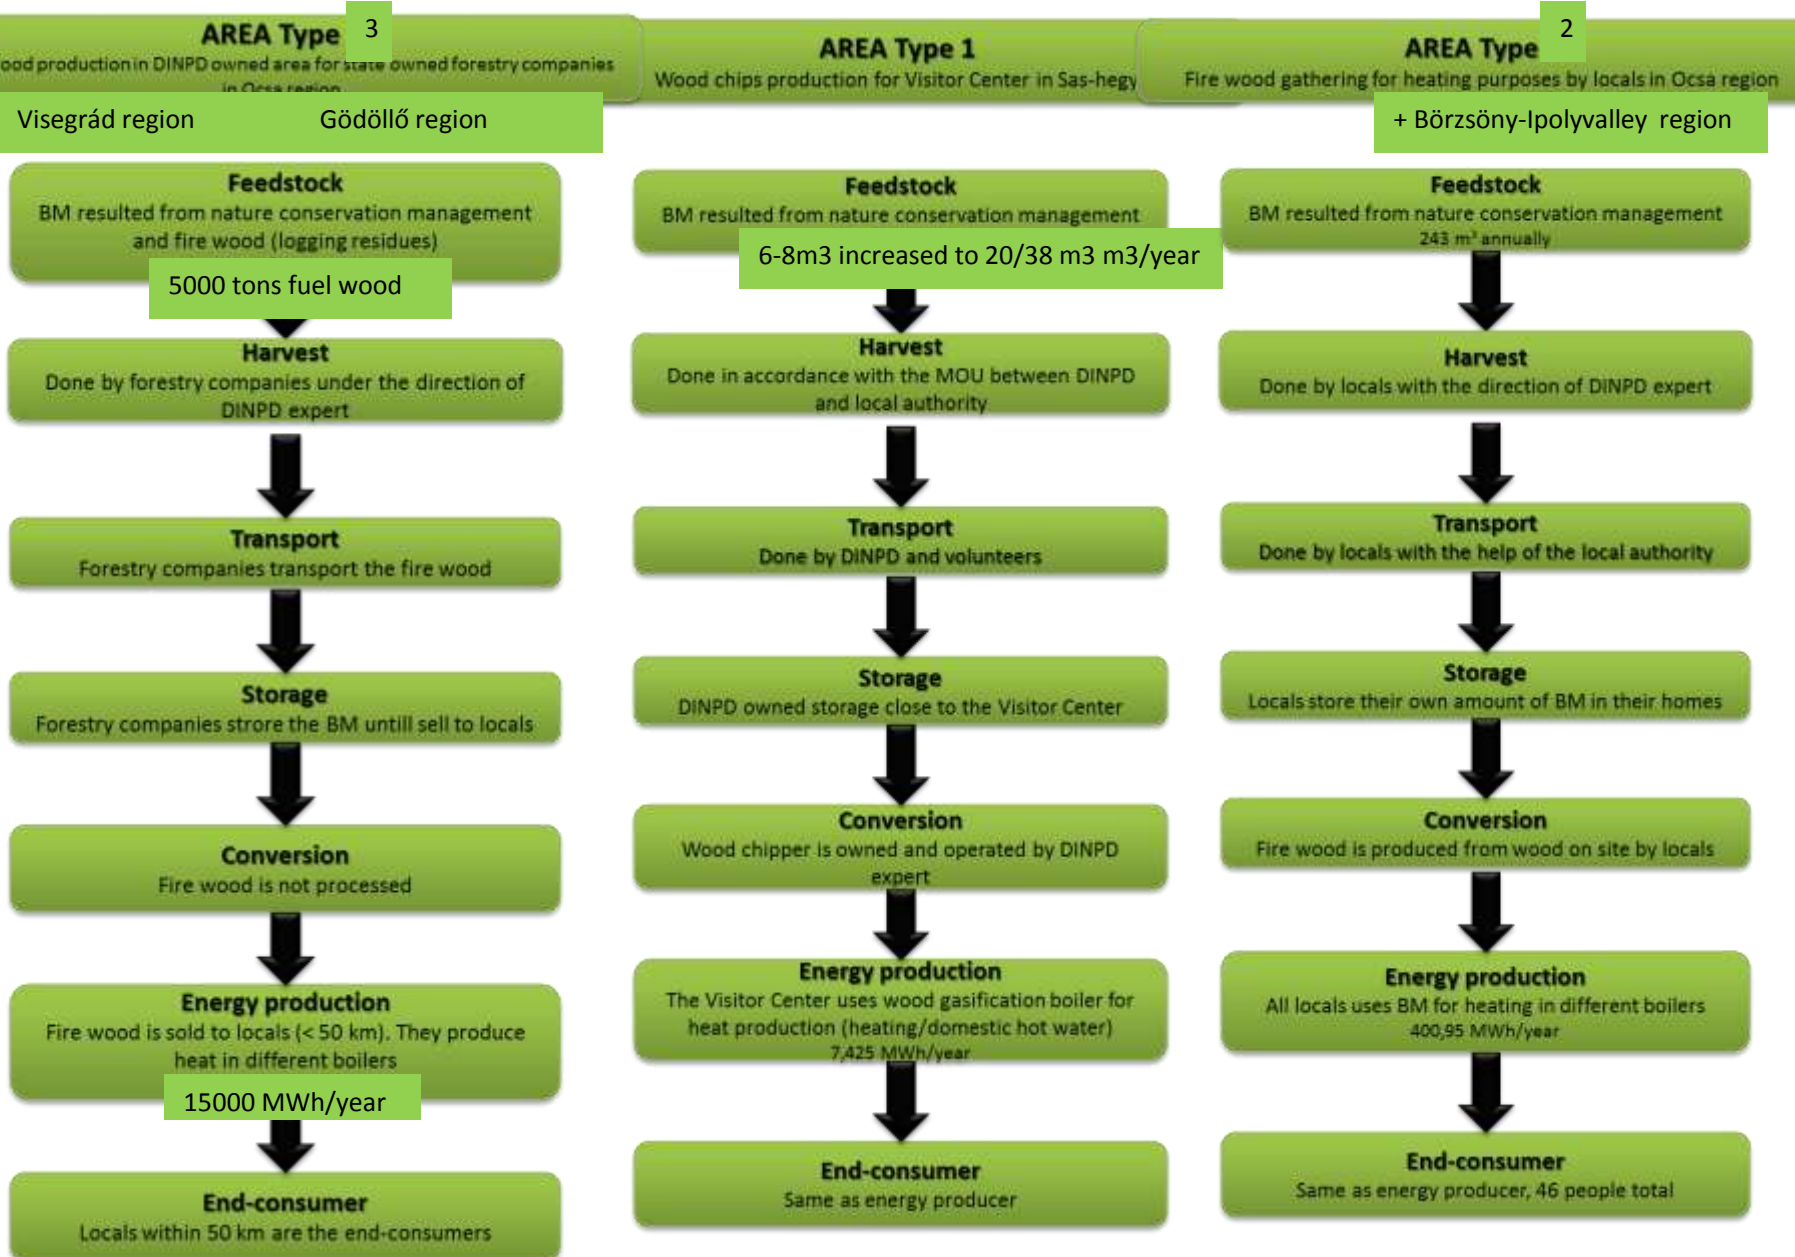 AREA Type 3
ood production in DINPD owned area for state owned forestry companies
in Ocsa region
Visegrád region Gödöllő region
Feedstock
BM resulted from nature conservation management
and fire wood (logging residues)
5000 tons fuel wood
Harvest
Done by forestry companies under the direction of
DINPD expert
Transport
Forestry companies transport the fire wood
Storage
Forestry companies strore the BM untill sell to locals
Conversion
Fire wood is not processed
Energy production
Fire wood is sold to locals (< 50 km). They produce
heat in different boilers
15000 MWh/year
End-consumer
Locals within 50 km are the end-consumers
AREA Type 1
Wood chips production for Visitor Center in Sas-hegy
Feedstock
BM resulted from nature conservation management
6-8m3 increased to 20/38 m3 m3/year
Harvest
Done in accordance with the MOU between DINPD
and local authority
Transport
Done by DINPD and volunteers
Storage
DINPD owned storage close to the Visitor Center
Conversion
Wood chipper is owned and operated by DINPD
expert
Energy production
The Visitor Center uses wood gasification boiler for
heat production (heating/domestic hot water)
7,425 MWh/year
End-consumer
Same as energy producer
AREA Type 2
Fire wood gathering for heating purposes by locals in Ocsa region
+ Börzsöny-Ipolyvalley region
Feedstock
BM resulted from nature conservation management
243 m³ annually
Harvest
Done by locals with the direction of DINPD expert
Transport
Done by locals with the help of the local authority
Storage
Locals store their own amount of BM in their homes
Conversion
Fire wood is produced from wood on site by locals
Energy production
All locals uses BM for heating in different boilers
400,95 MWh/year
End-consumer
Same as energy producer, 46 people total